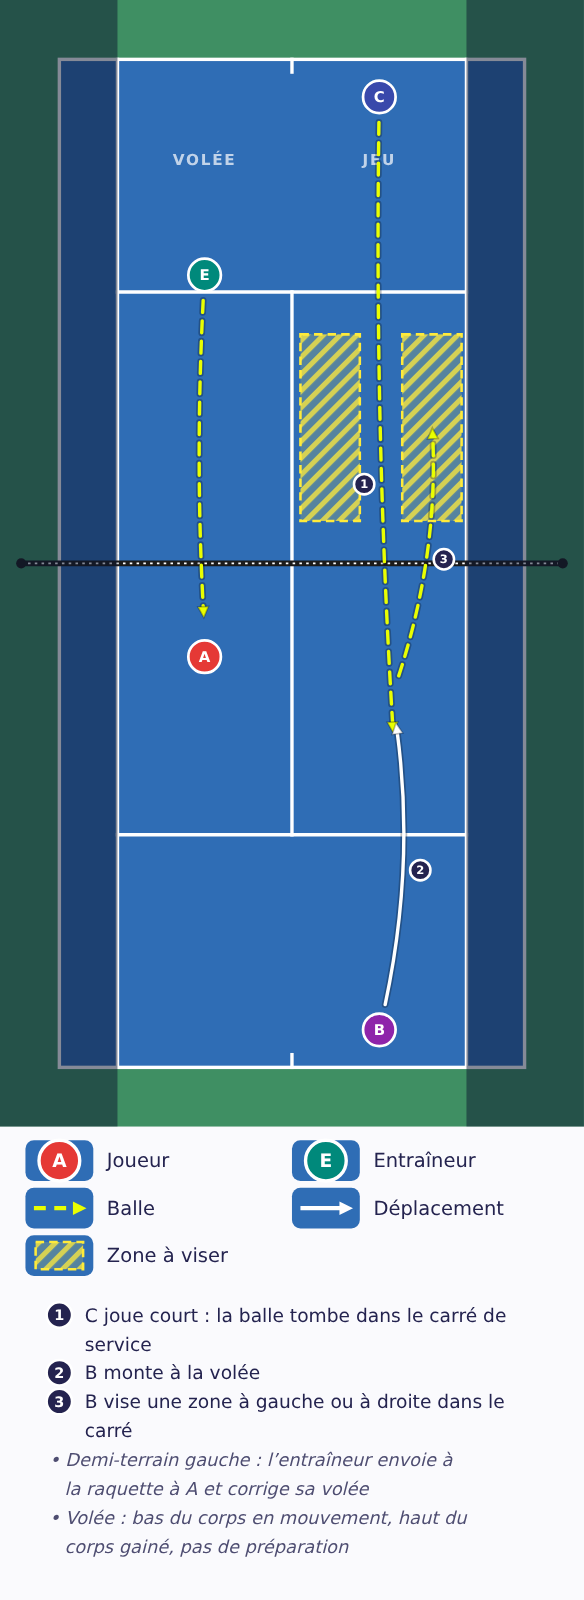 C
VOLÉE JEU
E
1
3
A
2
B
A Joueur E Entraîneur
Balle Déplacement
Zone à viser
1 C joue court : la balle tombe dans le carré de
service
2 B monte à la volée
3 B vise une zone à gauche ou à droite dans le
carré
• Demi-terrain gauche : l’entraîneur envoie à
la raquette à A et corrige sa volée
• Volée : bas du corps en mouvement, haut du
corps gainé, pas de préparation